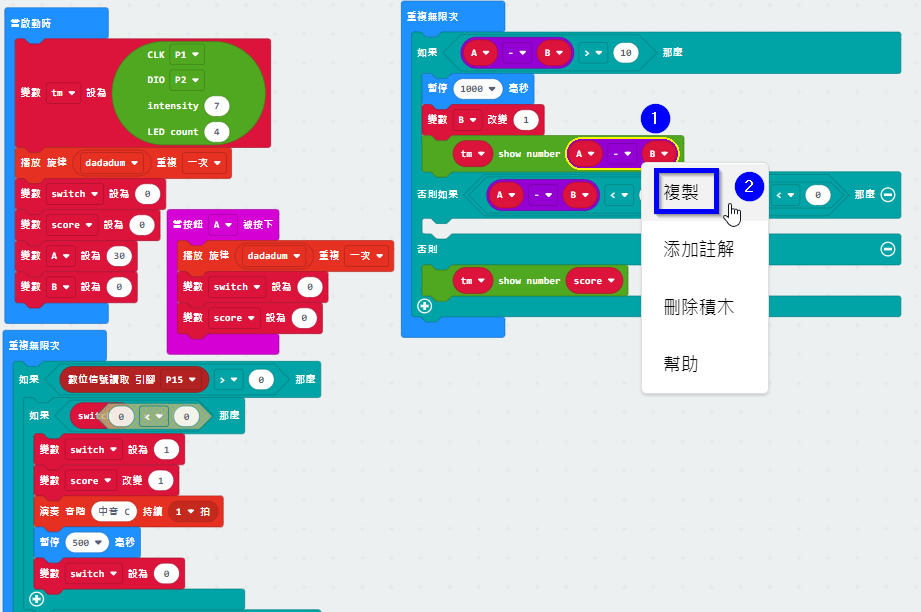 當啟動時
CLK P1
DIO P2
intensity 7
LED count 4
變數 tm 設為
播放 旋律 dadadum 重複 一次
變數 switch 設為 0
變數 score 設為 0
變數 A 設為 30
變數 B 設為 0
當按鈕 A 被按下
播放 旋律 dadadum 重複 一次
變數 switch 設為 0
變數 score 設為 0
重複無限次
如果 數位信號讀取 引腳 P15 > 0 那麼
如果 0 < 0 那麼
變數 switch 設為 1
變數 score 改變 1
演奏 音階 中音 C 持續 1 拍
暫停 500 毫秒
變數 switch 設為 0
重複無限次
如果 A - B > 10 那麼
暫停 1000 毫秒
變數 B 改變 1
1
tm show number A - B
否則如果 A - B < < 0 那麼
否則
tm show number score
複製
2
添加註解
刪除積木
幫助